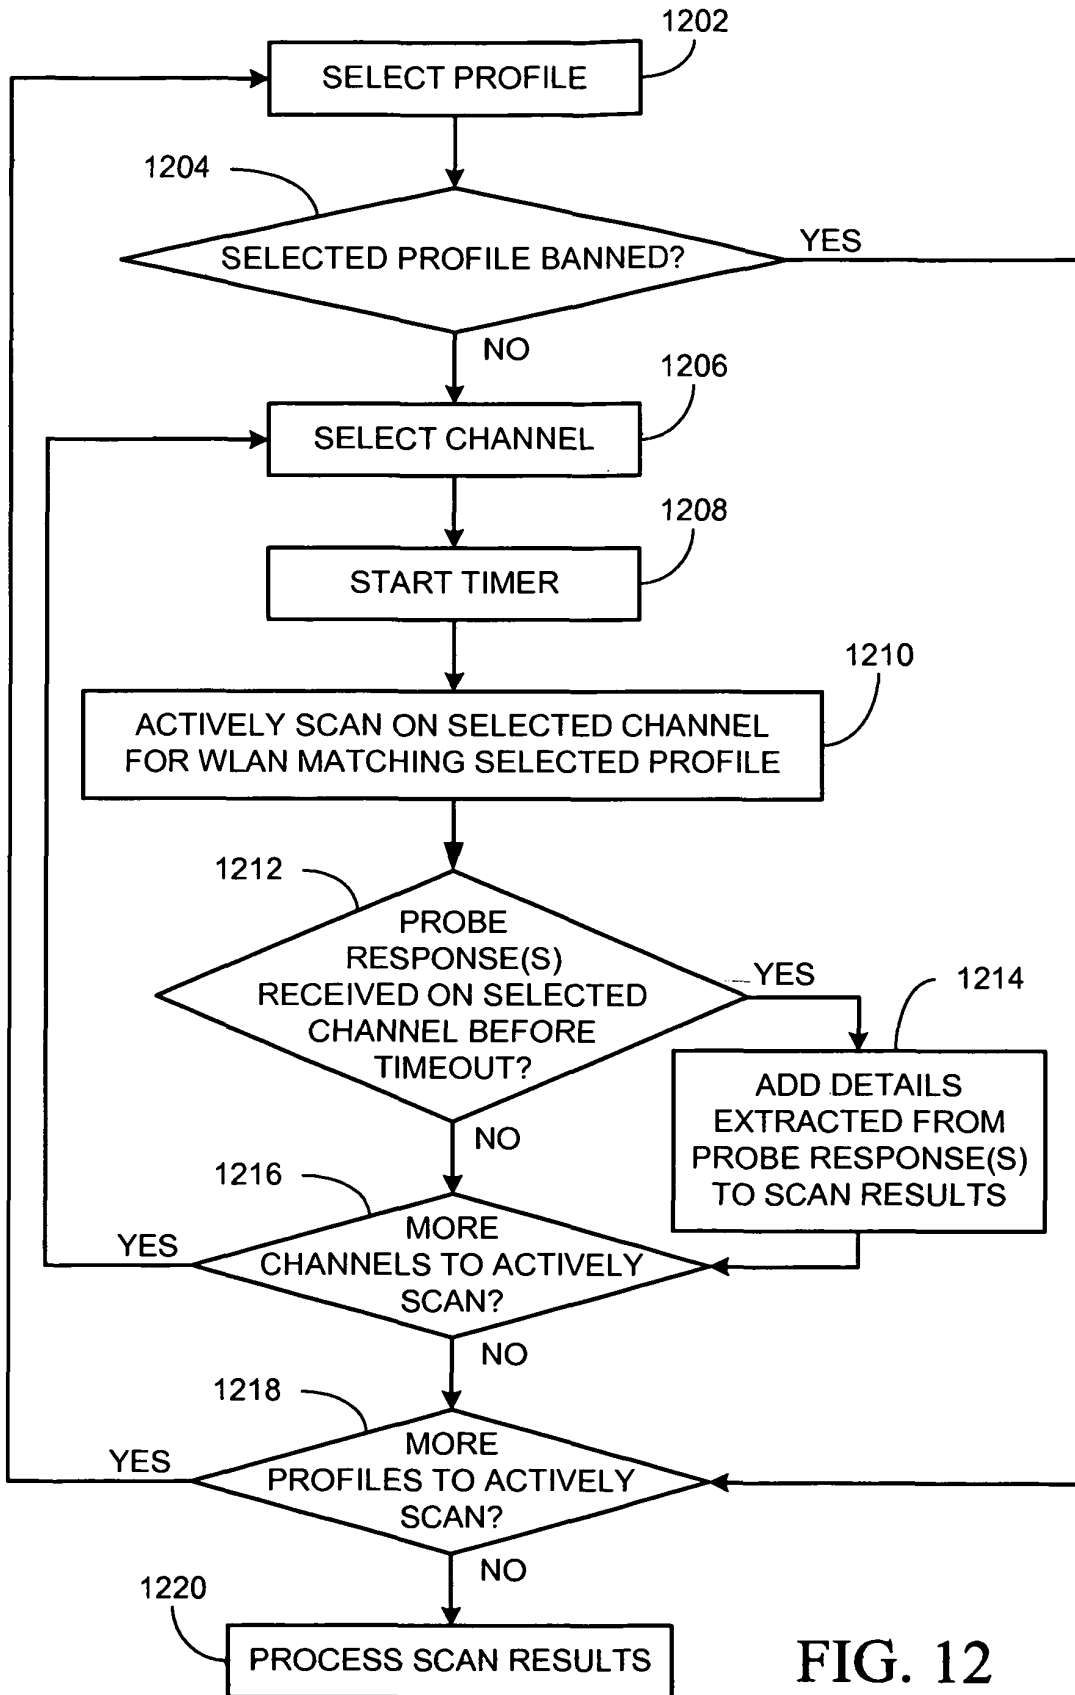 1202
SELECT PROFILE
1204
SELECTED PROFILE BANNED?
YES
NO
1206
SELECT CHANNEL
1208
START TIMER
1210
ACTIVELY SCAN ON SELECTED CHANNEL
FOR WLAN MATCHING SELECTED PROFILE
1212
PROBE
RESPONSE(S)
RECEIVED ON SELECTED
CHANNEL BEFORE
TIMEOUT?
YES
1214
ADD DETAILS
EXTRACTED FROM
PROBE RESPONSE(S)
TO SCAN RESULTS
NO
1216
MORE
CHANNELS TO ACTIVELY
SCAN?
YES
NO
1218
MORE
PROFILES TO ACTIVELY
SCAN?
YES
NO
1220
PROCESS SCAN RESULTS
FIG. 12